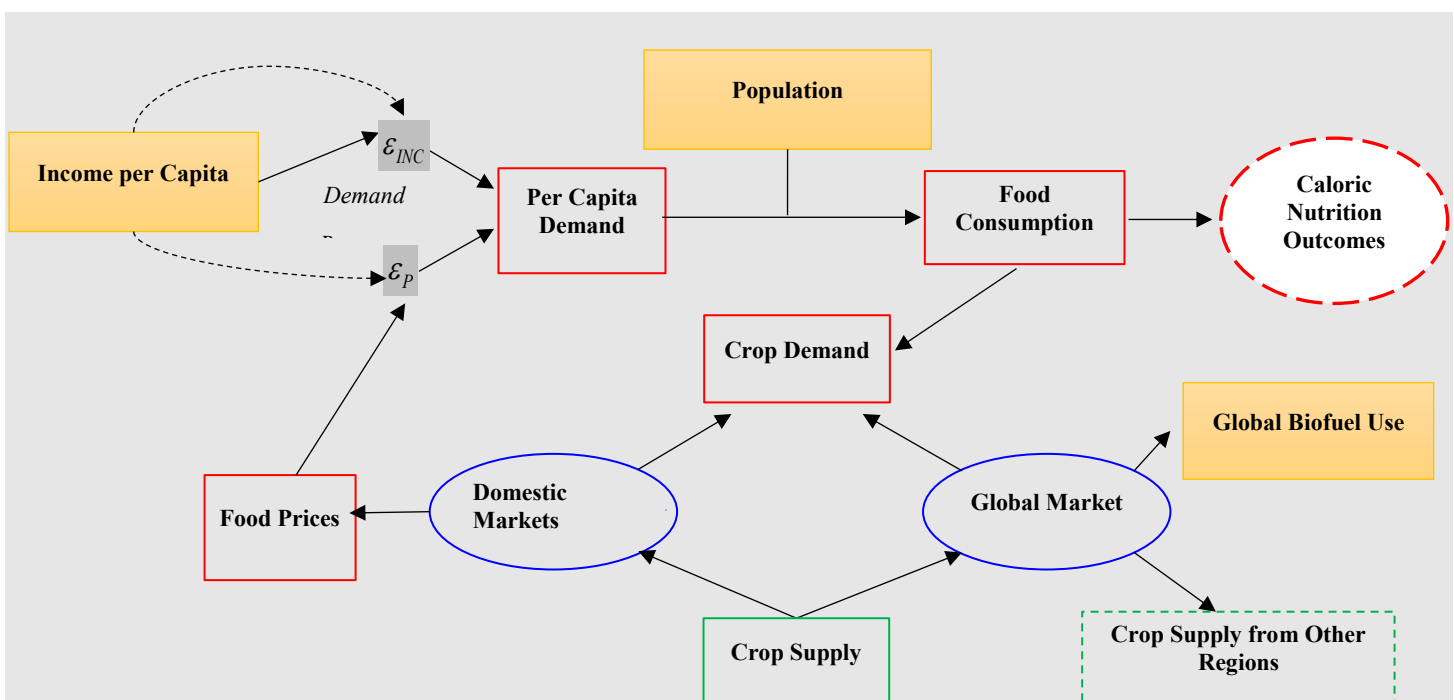 Population
Income per Capita
ε_INC
Demand
Per Capita
Demand
Food
Consumption
Caloric
Nutrition
Outcomes
ε_P
Crop Demand
Global Biofuel Use
Food Prices
Domestic
Markets
Global Market
Crop Supply
Crop Supply from Other
Regions